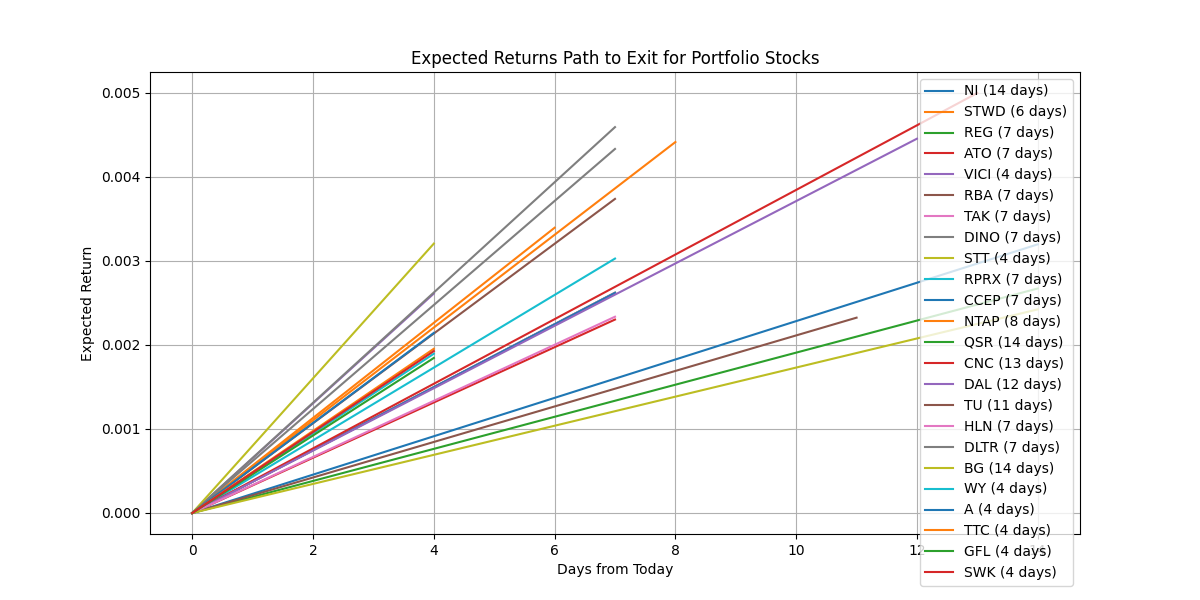 Expected Returns Path to Exit for Portfolio Stocks
Expected Return
0.005
0.004
0.003
0.002
0.001
0.000
0
2
4
6
8
10
12
Days from Today
NI (14 days)
STWD (6 days)
REG (7 days)
ATO (7 days)
VICI (4 days)
RBA (7 days)
TAK (7 days)
DINO (7 days)
STT (4 days)
RPRX (7 days)
CCEP (7 days)
NTAP (8 days)
QSR (14 days)
CNC (13 days)
DAL (12 days)
TU (11 days)
HLN (7 days)
DLTR (7 days)
BG (14 days)
WY (4 days)
A (4 days)
TTC (4 days)
GFL (4 days)
SWK (4 days)